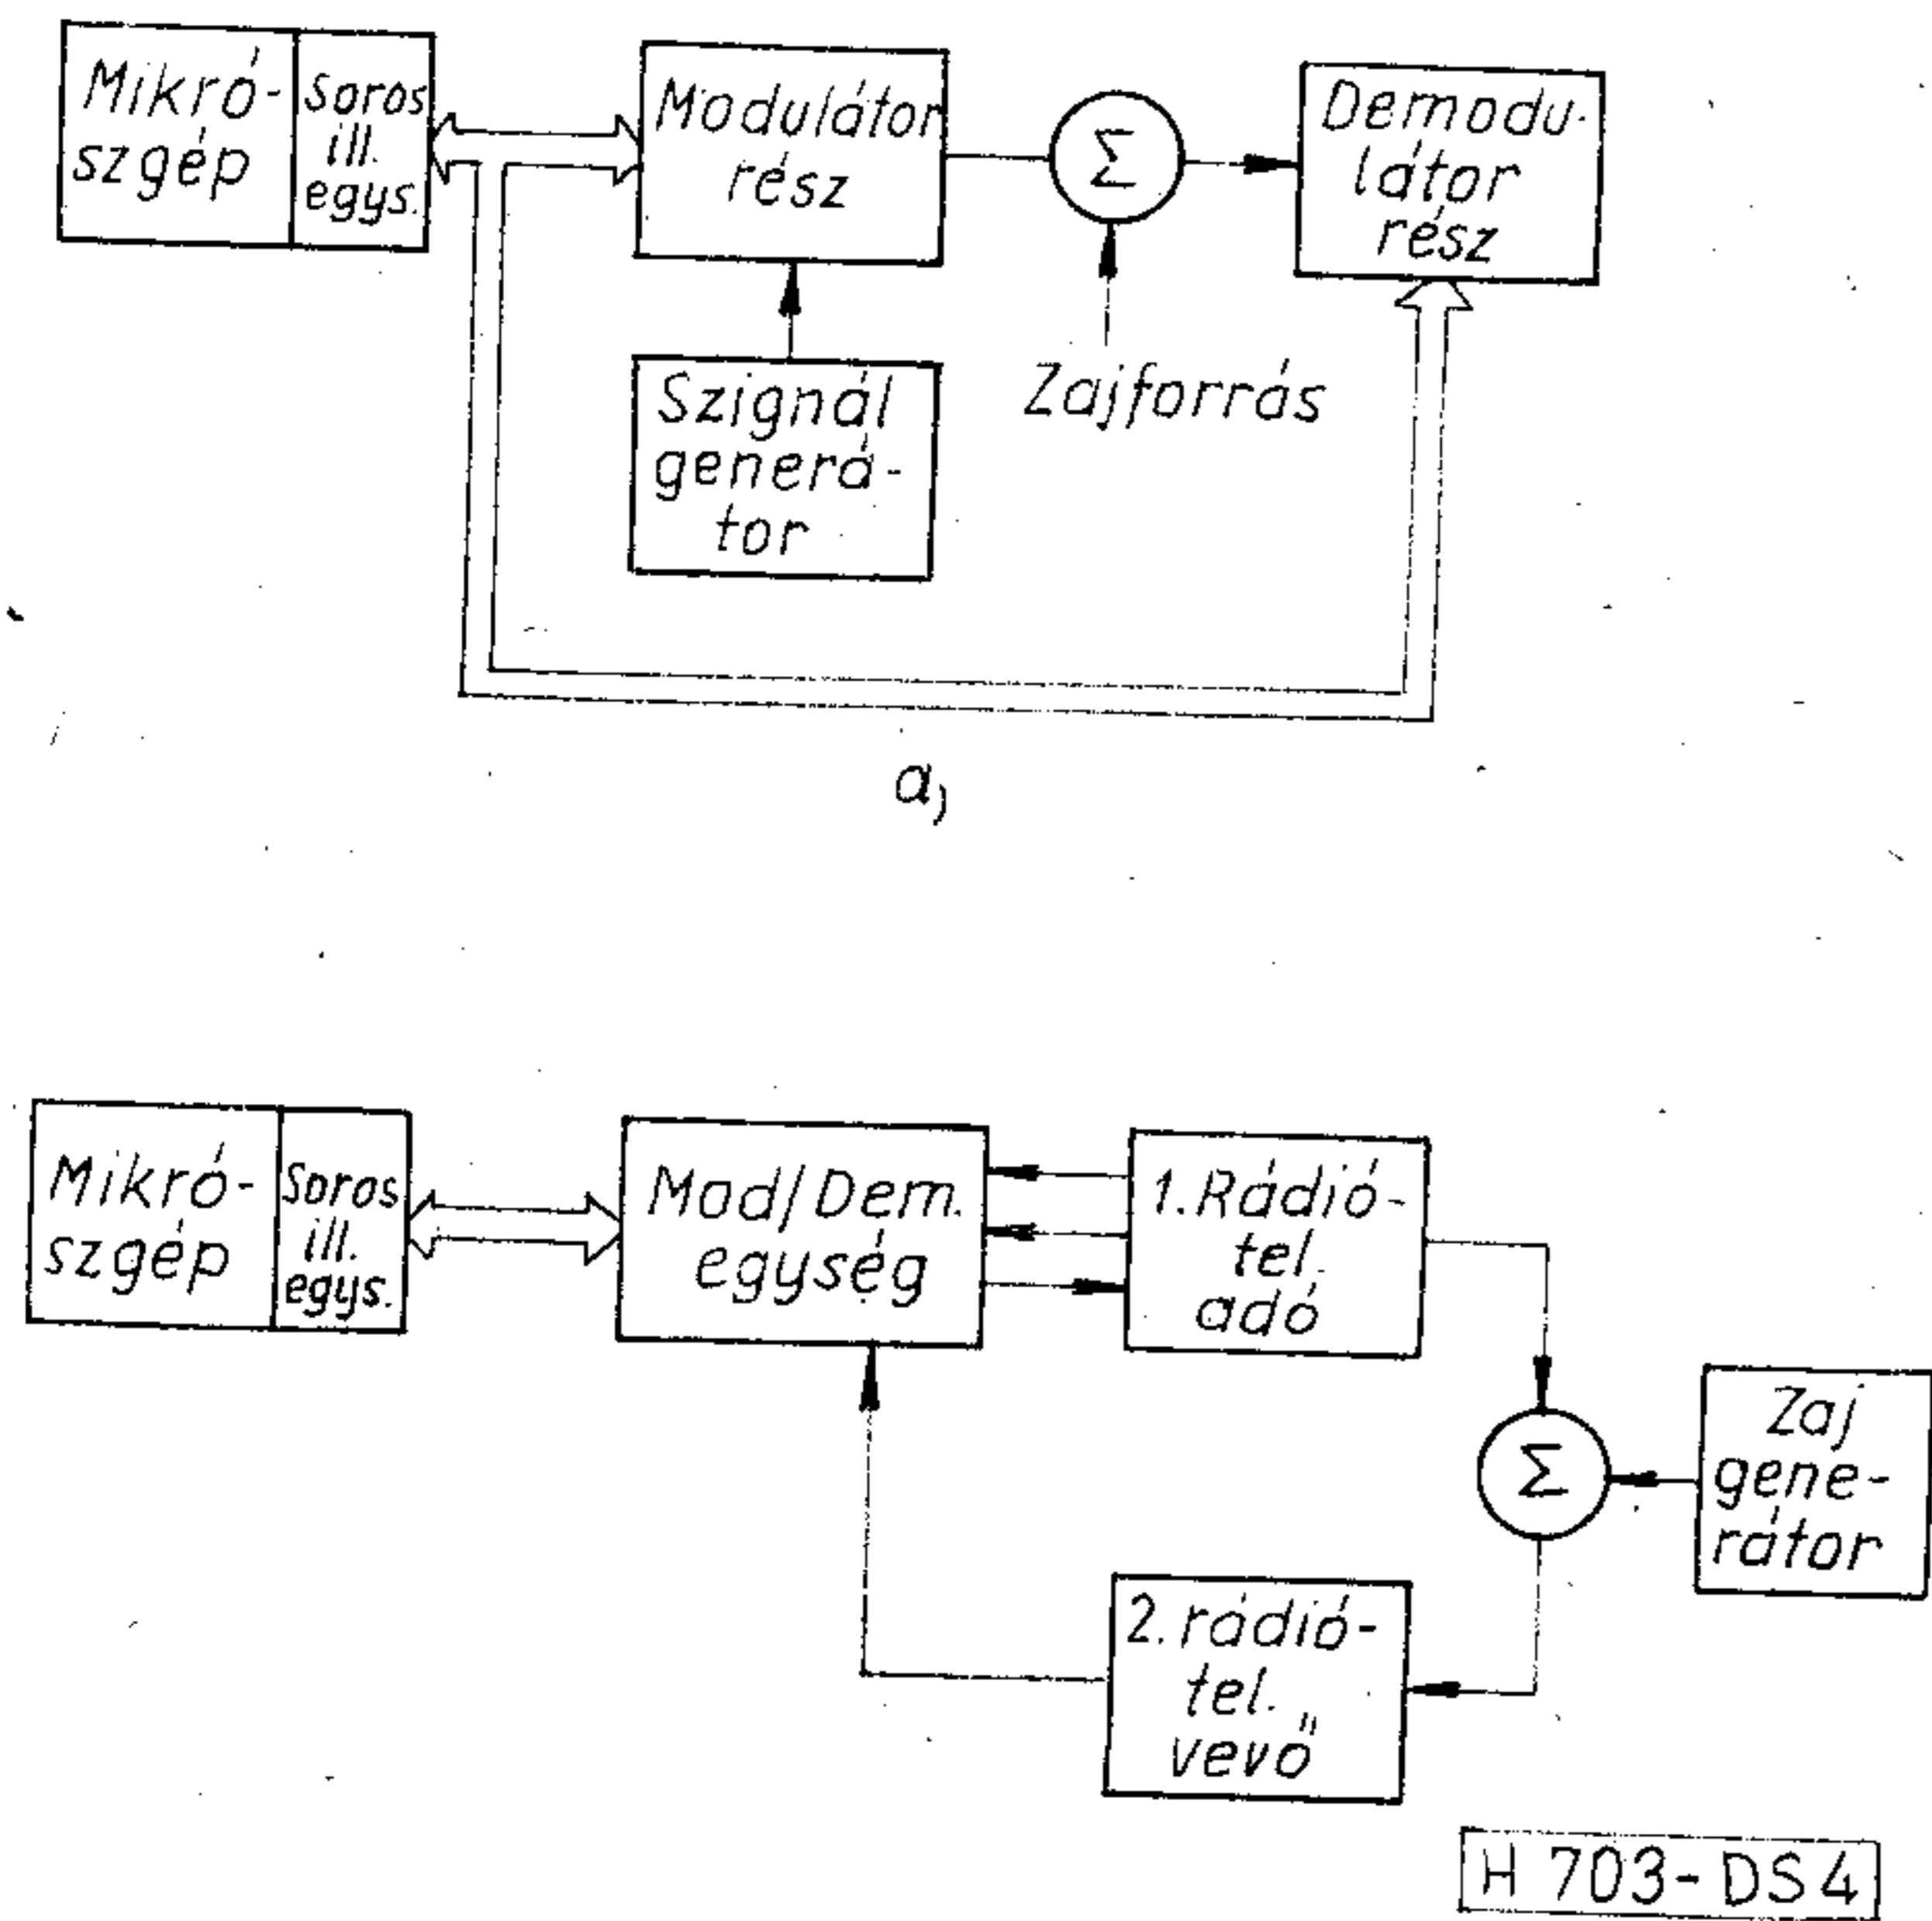 Mikró-
szgép
Soros
ill.
egys.
Modulátor
rész
Σ
Demodu-
látor
rész
Szignál
generá-
tor
Zajforrás
a)
Mikró-
szgép
Soros
ill.
egys.
Mod/Dem.
egység
1. Rádió-
tel.
adó
Σ
Zaj
gene-
rátor
2. rádió-
tel.
vevő
H 703-DS4